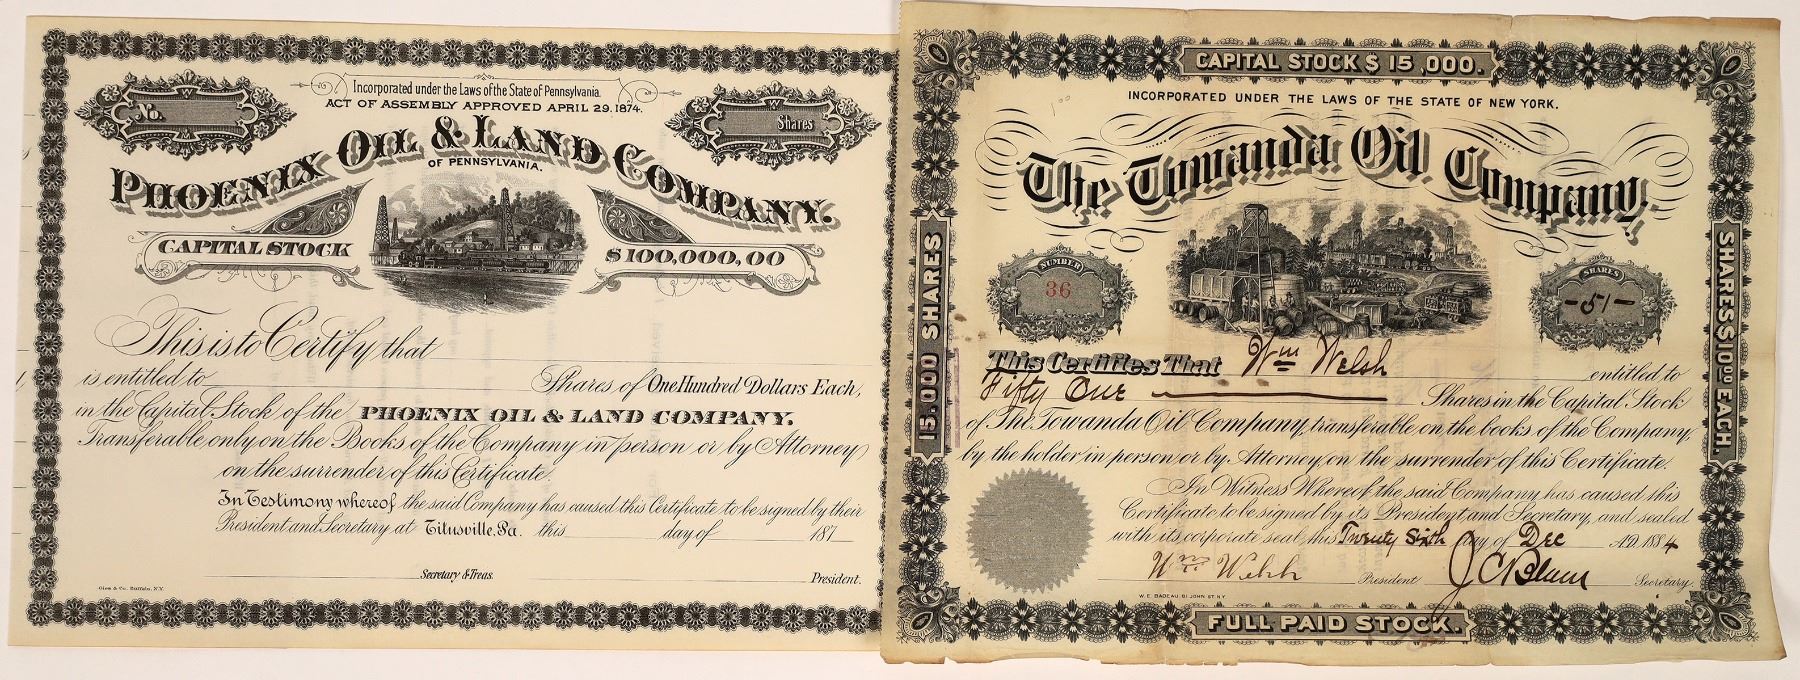 No.
Incorporated under the Laws of the State of Pennsylvania.
ACT OF ASSEMBLY APPROVED APRIL 29. 1874.
Shares
PHOENIX OIL & LAND COMPANY.
OF PENNSYLVANIA.
CAPITAL STOCK $100,000,00
This is to Certify that
is entitled to Shares of One Hundred Dollars Each,
in the Capital Stock of the PHOENIX OIL & LAND COMPANY.
Transferable only on the Books of the Company in person or by Attorney
on the surrender of this Certificate.
In Testimony whereof the said Company has caused this Certificate to be signed by their
President and Secretary at Titusville, Pa. this day of 187
Secretary & Treas. President.
Gies & Co. Buffalo, N.Y.
CAPITAL STOCK $ 15,000.
INCORPORATED UNDER THE LAWS OF THE STATE OF NEW YORK.
100
The Towanda Oil Company.
NUMBER
36
SHARES
-51-
15.000 SHARES
SHARES $10.00 EACH.
This Certifies That Wm Welsh entitled to
Fifty One Shares in the Capital Stock
of The Towanda Oil Company, transferable on the books of the Company,
by the holder in person or by Attorney, on the surrender of this Certificate.
In Witness Whereof the said Company has caused this
Certificate to be signed by its President and Secretary, and sealed
with its corporate seal, this Twenty Sixth day of Dec A.D. 1884
Wm Welsh President Secretary.
W. E. BADEAU. 81 JOHN ST. N.Y
FULL PAID STOCK.